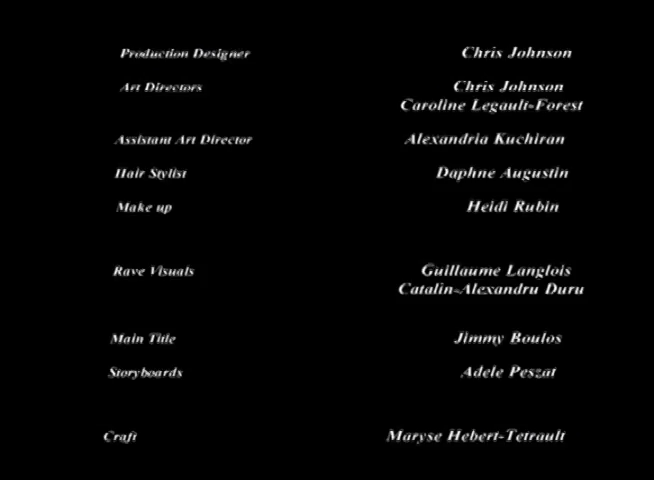 Production Designer Chris Johnson
Art Directors Chris Johnson
Caroline Legault-Forest
Assistant Art Director Alexandria Kuchiran
Hair Stylist Daphne Augustin
Make up Heidi Rubin
Rave Visuals Guillaume Langlois
Catalin-Alexandru Duru
Main Title Jimmy Boulos
Storyboards Adele Peszat
Craft Maryse Hebert-Tetrault